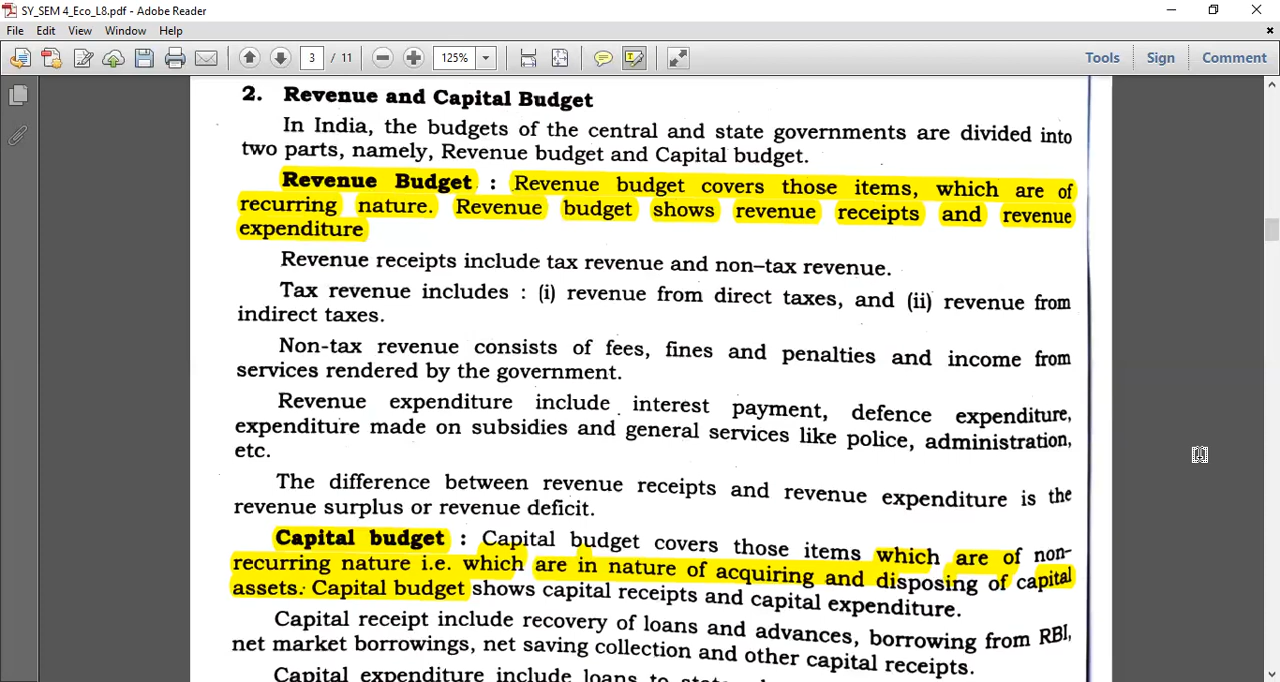 SY_SEM 4_Eco_L8.pdf - Adobe Reader
File Edit View Window Help
3 / 11 125% Tools Sign Comment
2. Revenue and Capital Budget
In India, the budgets of the central and state governments are divided into
two parts, namely, Revenue budget and Capital budget.
Revenue Budget : Revenue budget covers those items, which are of
recurring nature. Revenue budget shows revenue receipts and revenue
expenditure
Revenue receipts include tax revenue and non-tax revenue.
Tax revenue includes : (i) revenue from direct taxes, and (ii) revenue from
indirect taxes.
Non-tax revenue consists of fees, fines and penalties and income from
services rendered by the government.
Revenue expenditure include interest payment, defence expenditure,
expenditure made on subsidies and general services like police, administration,
etc.
The difference between revenue receipts and revenue expenditure is the
revenue surplus or revenue deficit.
Capital budget : Capital budget covers those items which are of non-
recurring nature i.e. which are in nature of acquiring and disposing of capital
assets. Capital budget shows capital receipts and capital expenditure.
Capital receipt include recovery of loans and advances, borrowing from RBI,
net market borrowings, net saving collection and other capital receipts.
Capital expenditure include loans to